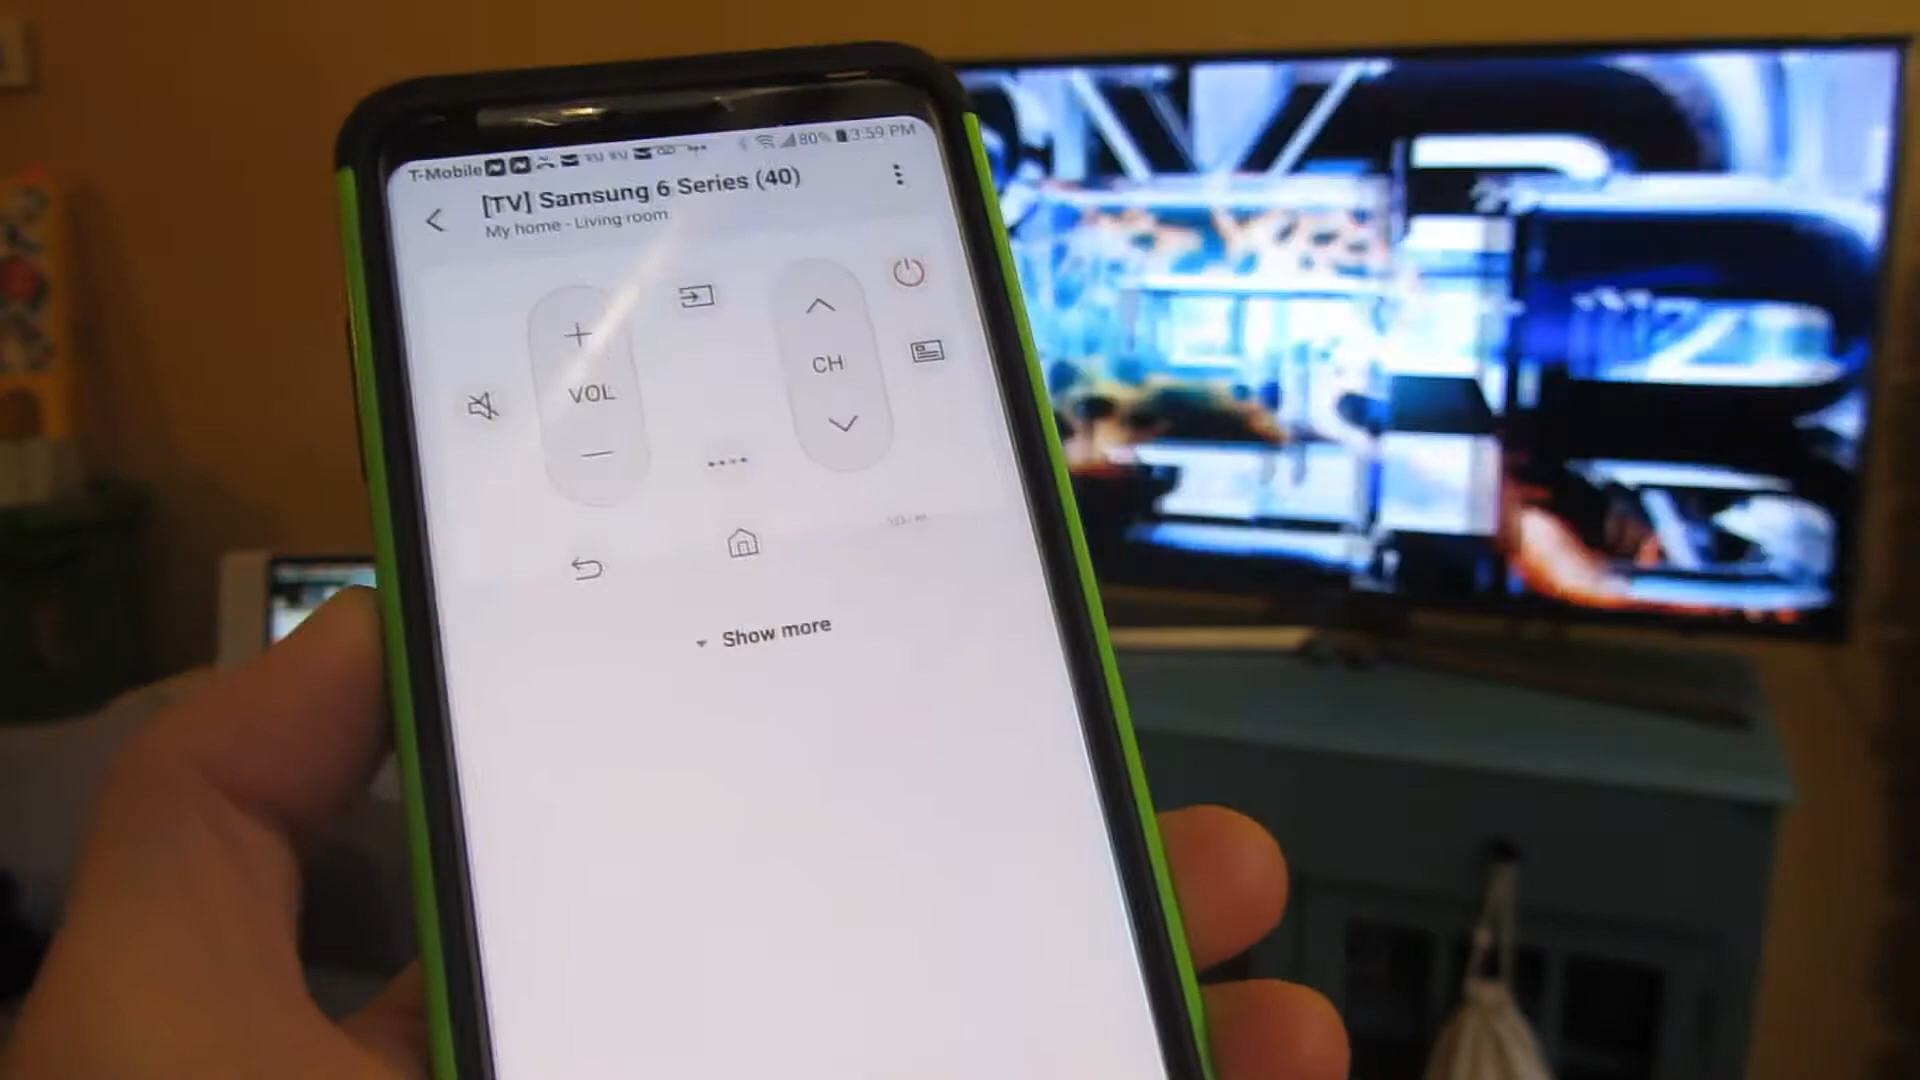 T-Mobile 80% 3:59 PM
[TV] Samsung 6 Series (40)
My home - Living room
VOL
CH
Show more